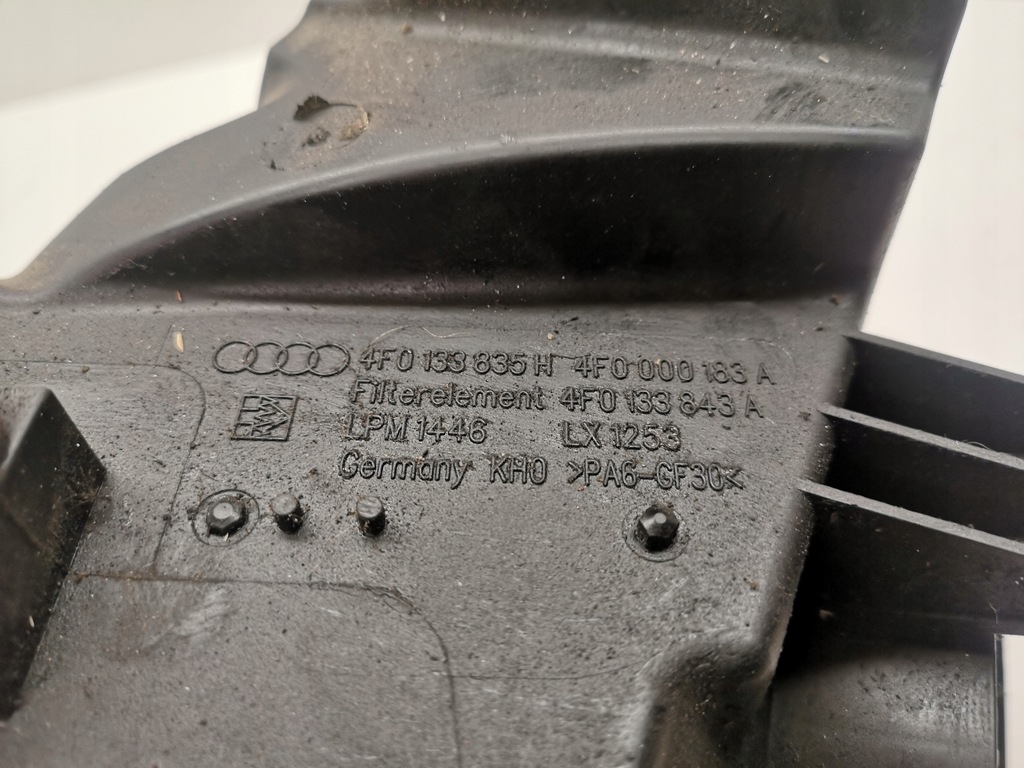 4F0 133 835 H 4F0 000 183 A
Filterelement 4F0 133 843 A
LPM 1446 LX 1253
Germany KH0 >PA6-GF30<